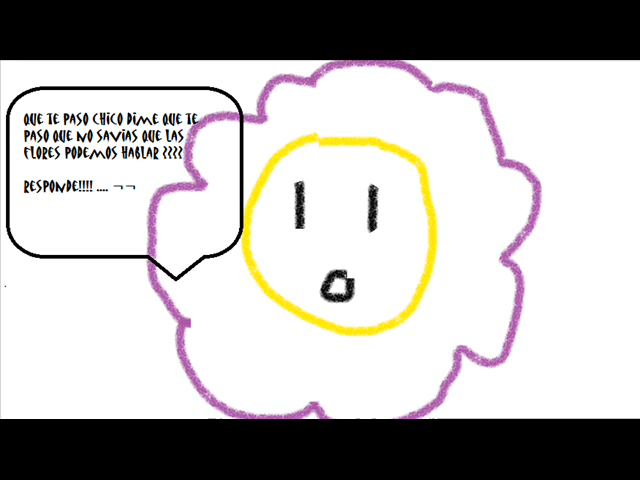 QUE TE PASO CHICO DIME QUE TE
PASO QUE NO SAVIAS QUE LAS
FLORES PODEMOS HABLAR ????
RESPONDE!!!! .... ¬¬